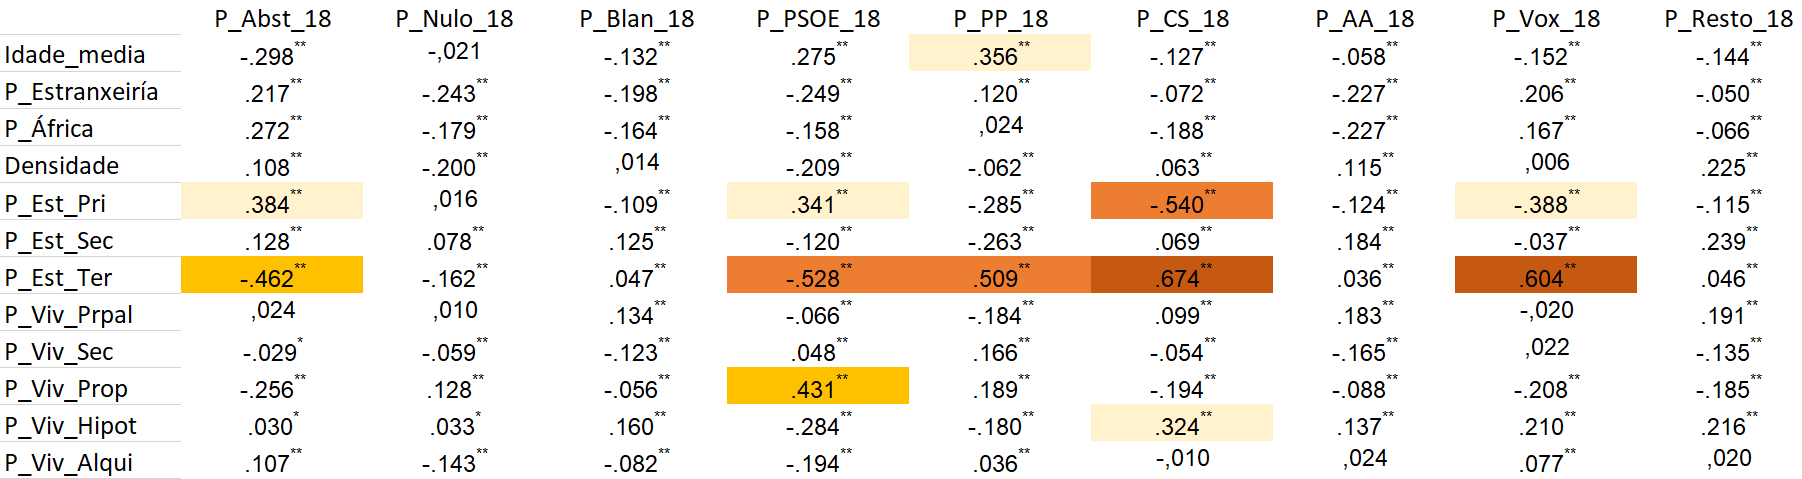 P_Abst_18 P_Nulo_18 P_Blan_18 P_PSOE_18 P_PP_18 P_CS_18 P_AA_18 P_Vox_18 P_Resto_18
Idade_media -.298** -,021 -.132** .275** .356** -.127** -.058** -.152** -.144**
P_Estranxeiría .217** -.243** -.198** -.249** .120** -.072** -.227** .206** -.050**
P_África .272** -.179** -.164** -.158** ,024 -.188** -.227** .167** -.066**
Densidade .108** -.200** ,014 -.209** -.062** .063** .115** ,006 .225**
P_Est_Pri .384** ,016 -.109** .341** -.285** -.540** -.124** -.388** -.115**
P_Est_Sec .128** .078** .125** -.120** -.263** .069** .184** -.037** .239**
P_Est_Ter -.462** -.162** .047** -.528** .509** .674** .036** .604** .046**
P_Viv_Prpal ,024 ,010 .134** -.066** -.184** .099** .183** -,020 .191**
P_Viv_Sec -.029* -.059** -.123** .048** .166** -.054** -.165** ,022 -.135**
P_Viv_Prop -.256** .128** -.056** .431** .189** -.194** -.088** -.208** -.185**
P_Viv_Hipot .030* .033* .160** -.284** -.180** .324** .137** .210** .216**
P_Viv_Alqui .107** -.143** -.082** -.194** .036** -,010 ,024 .077** ,020